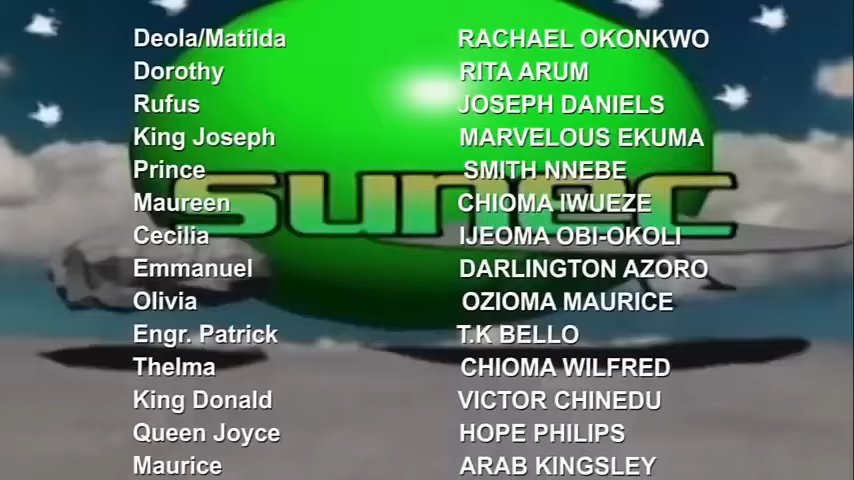 Deola/Matilda RACHAEL OKONKWO
Dorothy RITA ARUM
Rufus JOSEPH DANIELS
King Joseph MARVELOUS EKUMA
Prince SMITH NNEBE
sunec
Maureen CHIOMA IWUEZE
Cecilia IJEOMA OBI-OKOLI
Emmanuel DARLINGTON AZORO
Olivia OZIOMA MAURICE
Engr. Patrick T.K BELLO
Thelma CHIOMA WILFRED
King Donald VICTOR CHINEDU
Queen Joyce HOPE PHILIPS
Maurice ARAB KINGSLEY